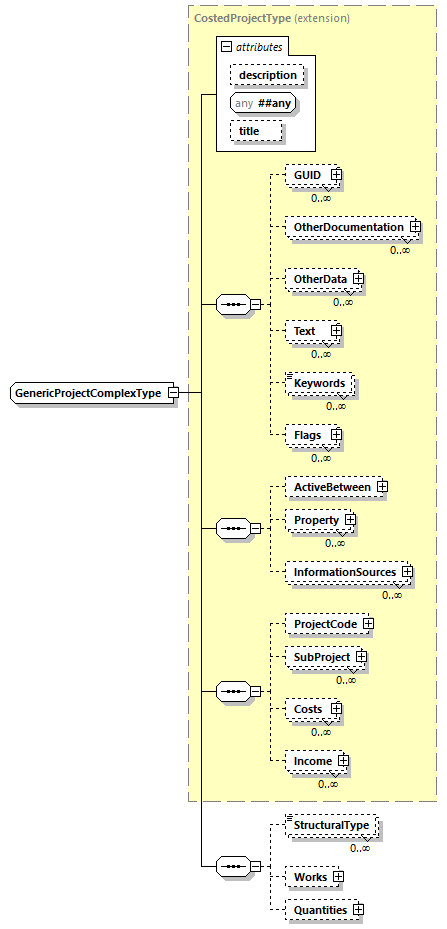 CostedProjectType (extension)
attributes
description
any ##any
title
GUID
0..∞
OtherDocumentation
0..∞
OtherData
0..∞
Text
0..∞
Keywords
0..∞
Flags
0..∞
GenericProjectComplexType
ActiveBetween
Property
0..∞
InformationSources
0..∞
ProjectCode
SubProject
0..∞
Costs
0..∞
Income
0..∞
StructuralType
0..∞
Works
Quantities